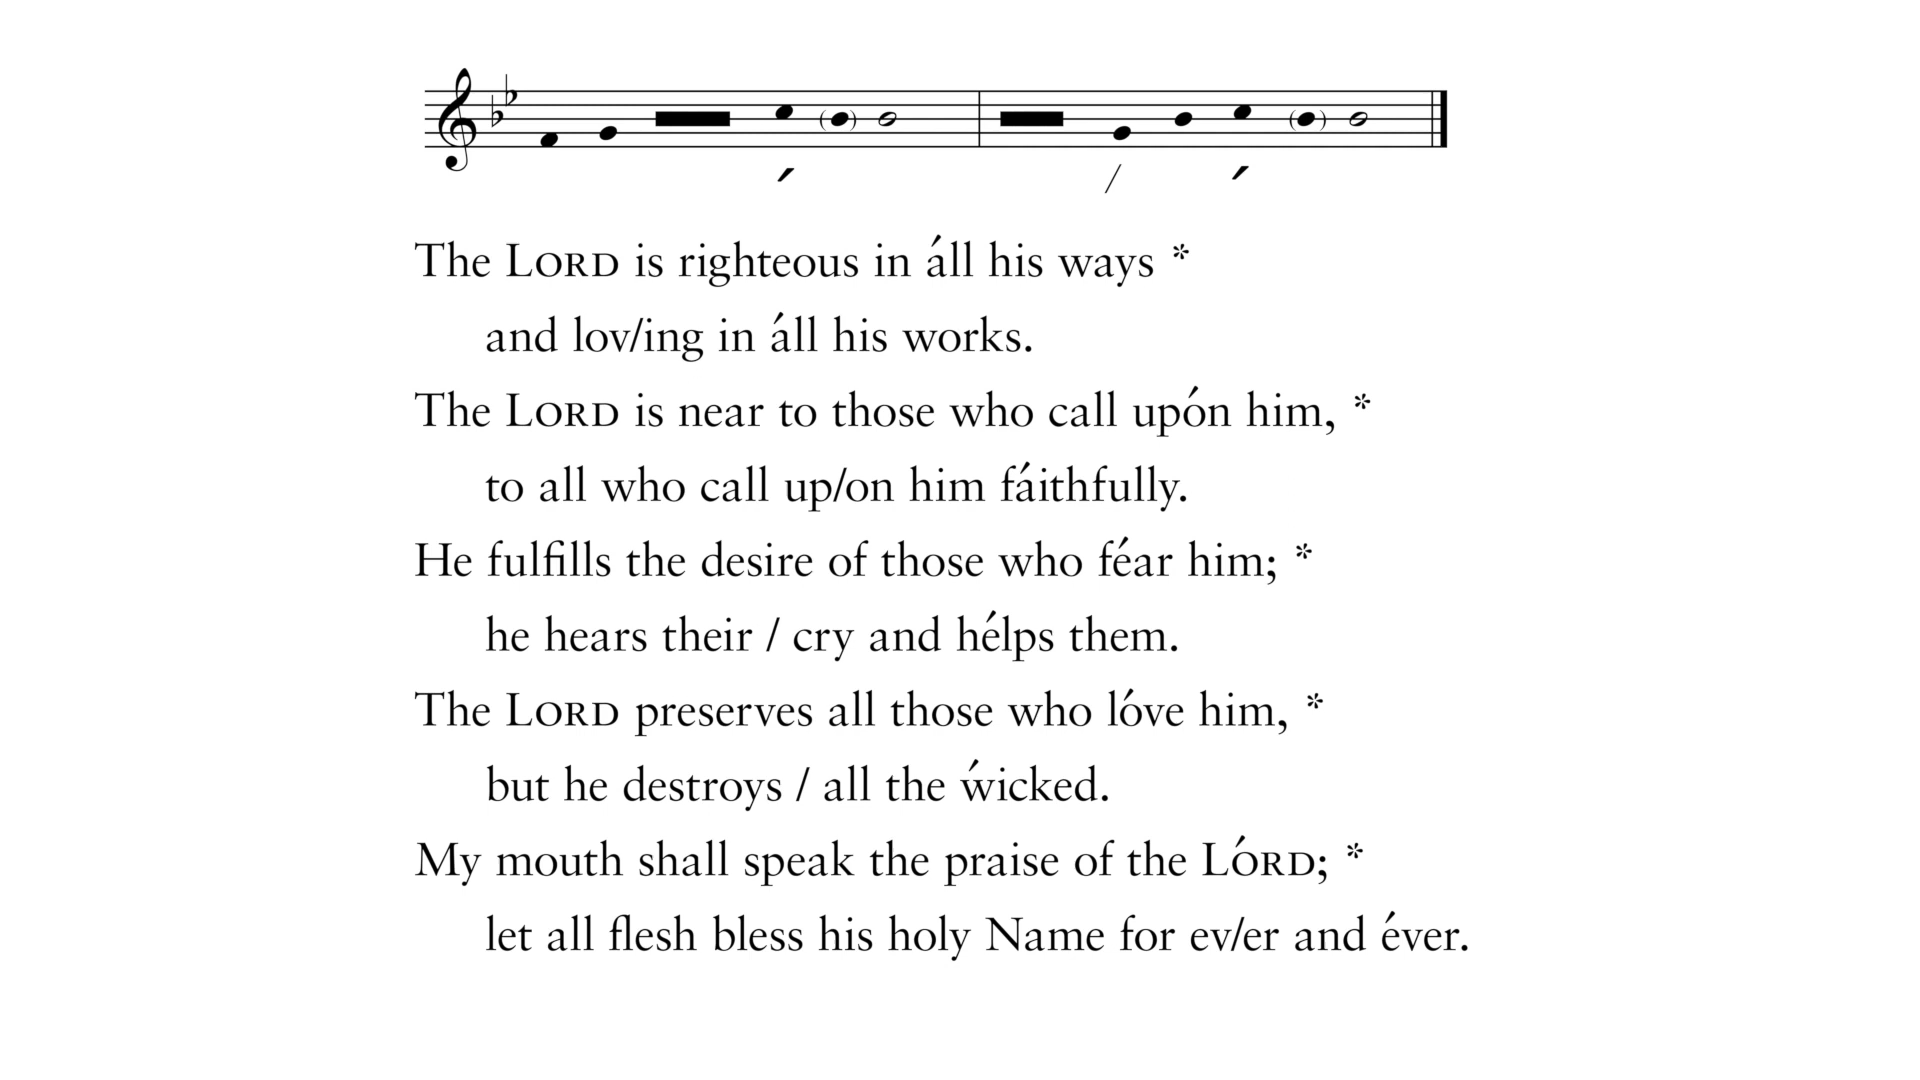 The LORD is righteous in áll his ways *
and lov/ing in áll his works.
The LORD is near to those who call upón him, *
to all who call up/on him fáithfully.
He fulfills the desire of those who féar him; *
he hears their / cry and hélps them.
The LORD preserves all those who lóve him, *
but he destroys / all the ẃicked.
My mouth shall speak the praise of the LÓRD; *
let all flesh bless his holy Name for ev/er and éver.